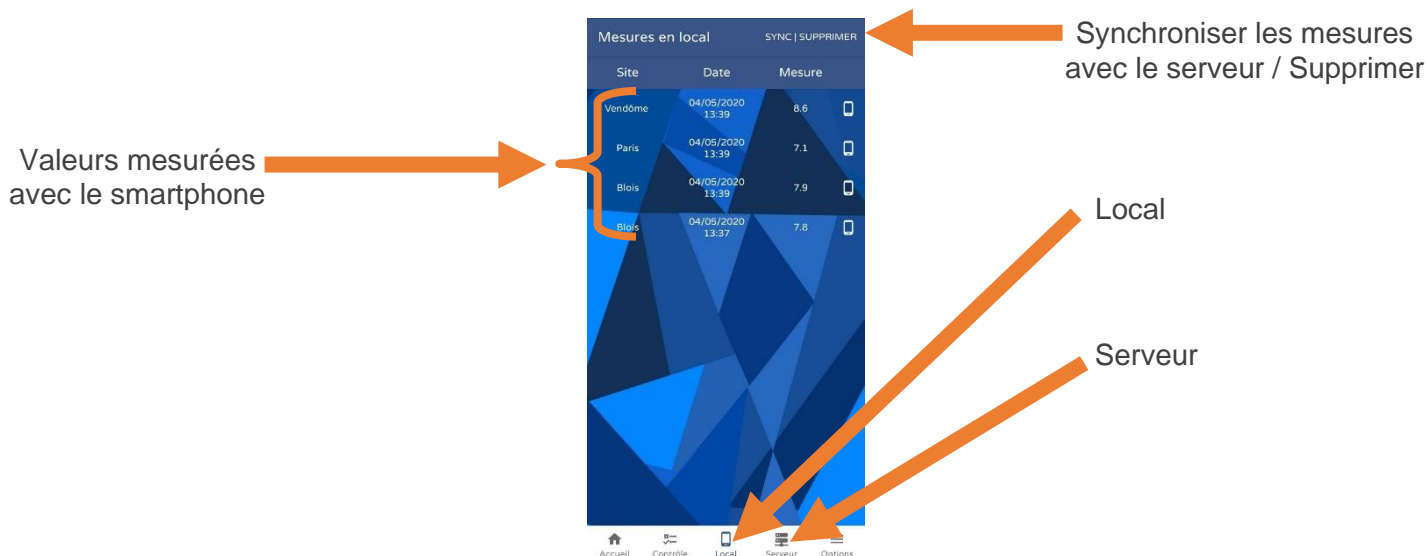 Mesures en local
SYNC | SUPPRIMER
Synchroniser les mesures
avec le serveur / Supprimer
Site Date Mesure
Vendôme 04/05/2020 13:39 8.6
Paris 04/05/2020 13:39 7.1
Blois 04/05/2020 13:39 7.9
Blois 04/05/2020 13:37 7.8
Valeurs mesurées
avec le smartphone
Local
Serveur
Accueil Contrôle Local Serveur Options